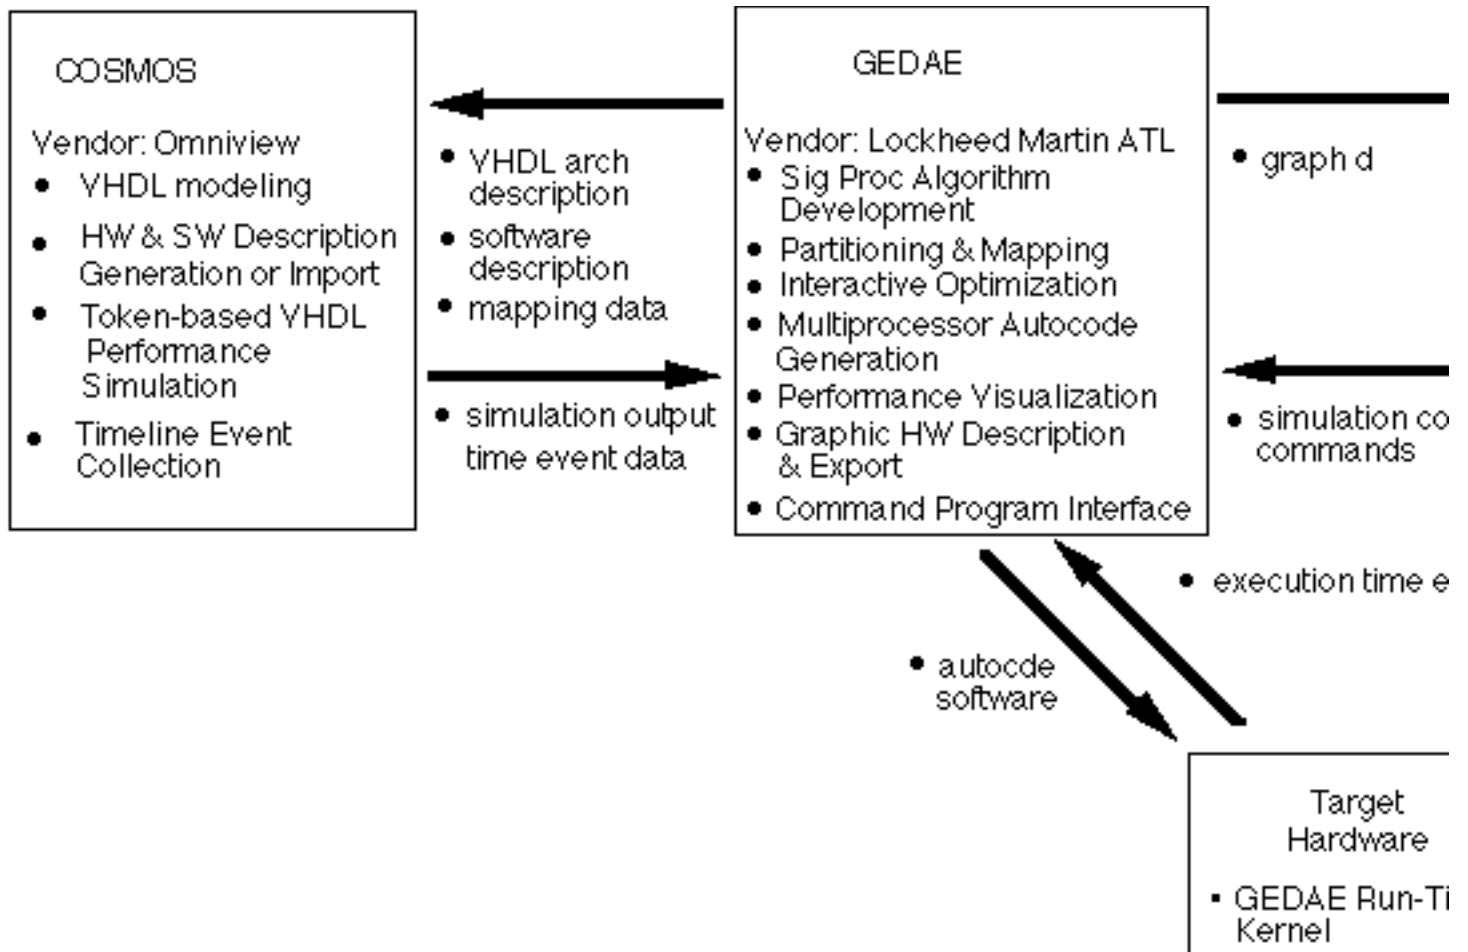 COSMOS
Vendor: Omniview
• VHDL modeling
• HW & SW Description
Generation or Import
• Token-based VHDL
Performance
Simulation
• Timeline Event
Collection
• VHDL arch
description
• software
description
• mapping data
• simulation output
time event data
GEDAE
Vendor: Lockheed Martin ATL
• Sig Proc Algorithm
Development
• Partitioning & Mapping
• Interactive Optimization
• Multiprocessor Autocode
Generation
• Performance Visualization
• Graphic HW Description
& Export
• Command Program Interface
• graph d
• simulation co
commands
• execution time e
• autocde
software
Target
Hardware
▪ GEDAE Run-Ti
Kernel